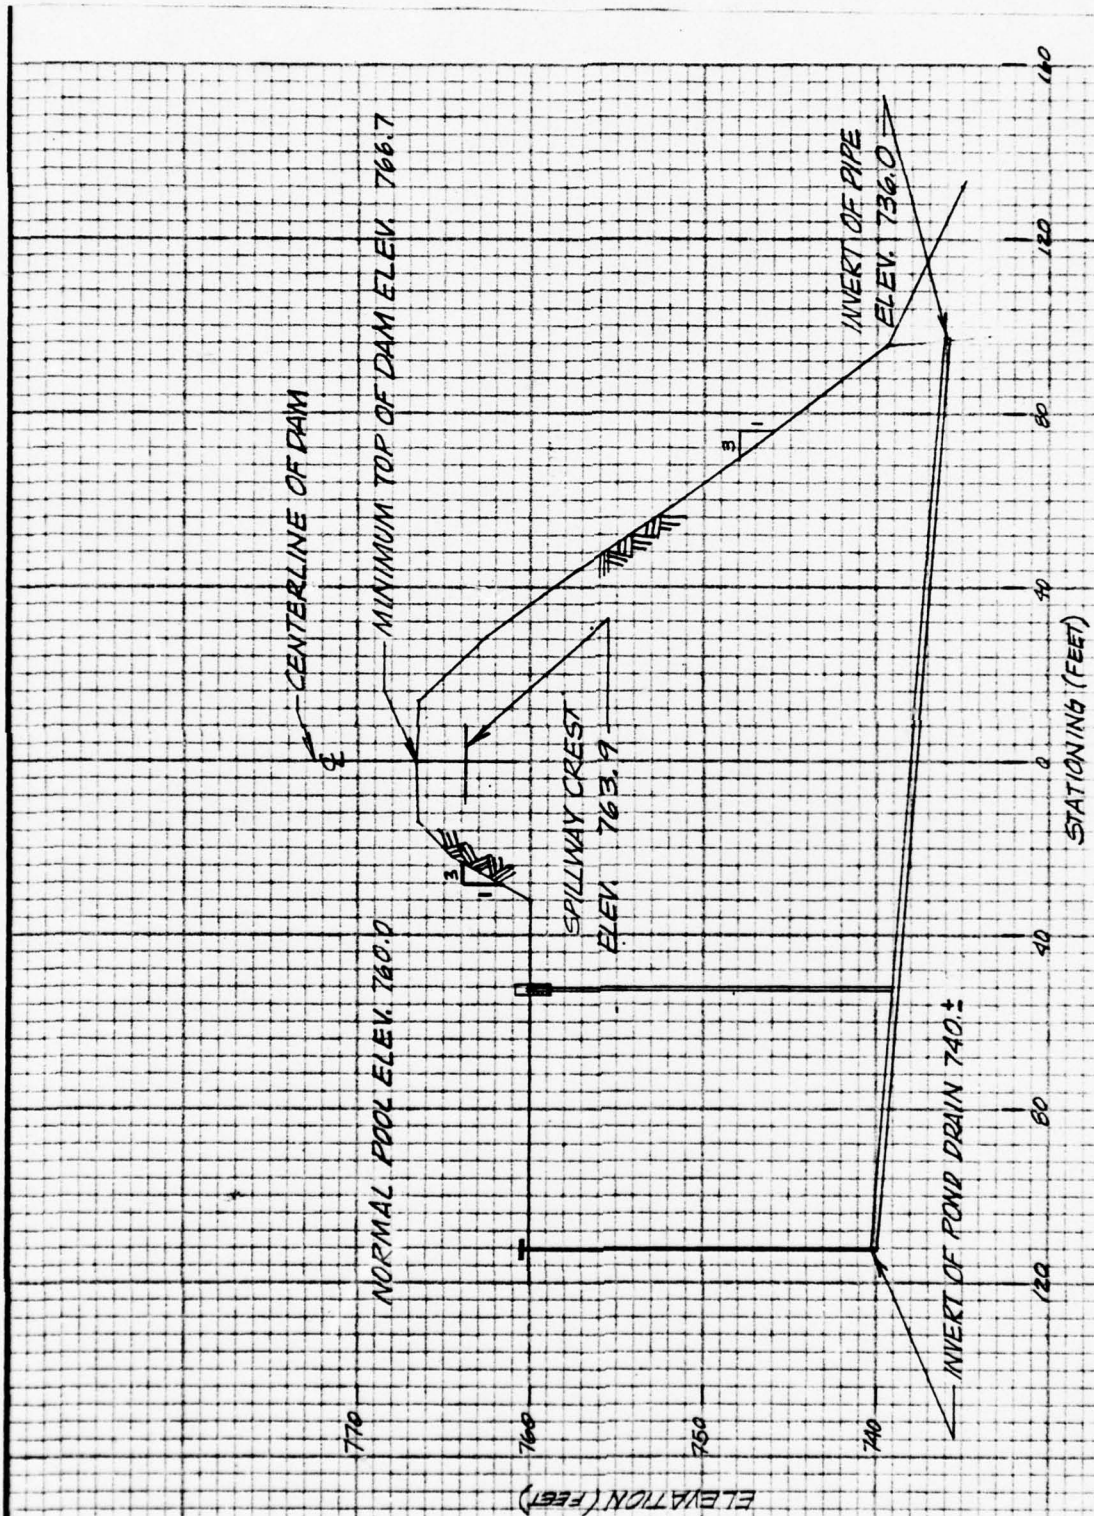 CENTERLINE OF DAM
℄
MINIMUM TOP OF DAM ELEV. 766.7
NORMAL POOL ELEV. 760.0
3
1
SPILLWAY CREST
ELEV. 763.9
3
1
INVERT OF PIPE
ELEV. 736.0
INVERT OF POND DRAIN 740.±
ELEVATION (FEET)
770
760
750
740
120
80
40
0
40
80
120
160
STATIONING (FEET)